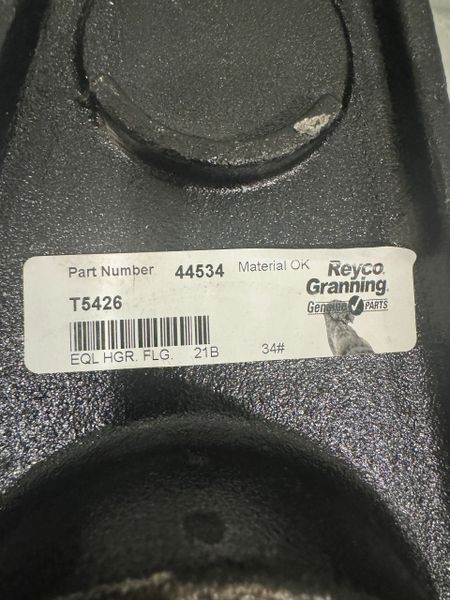 Part Number 44534 Material OK
T5426
EQL HGR. FLG. 21B 34#
Reyco
Granning
Genuine PARTS